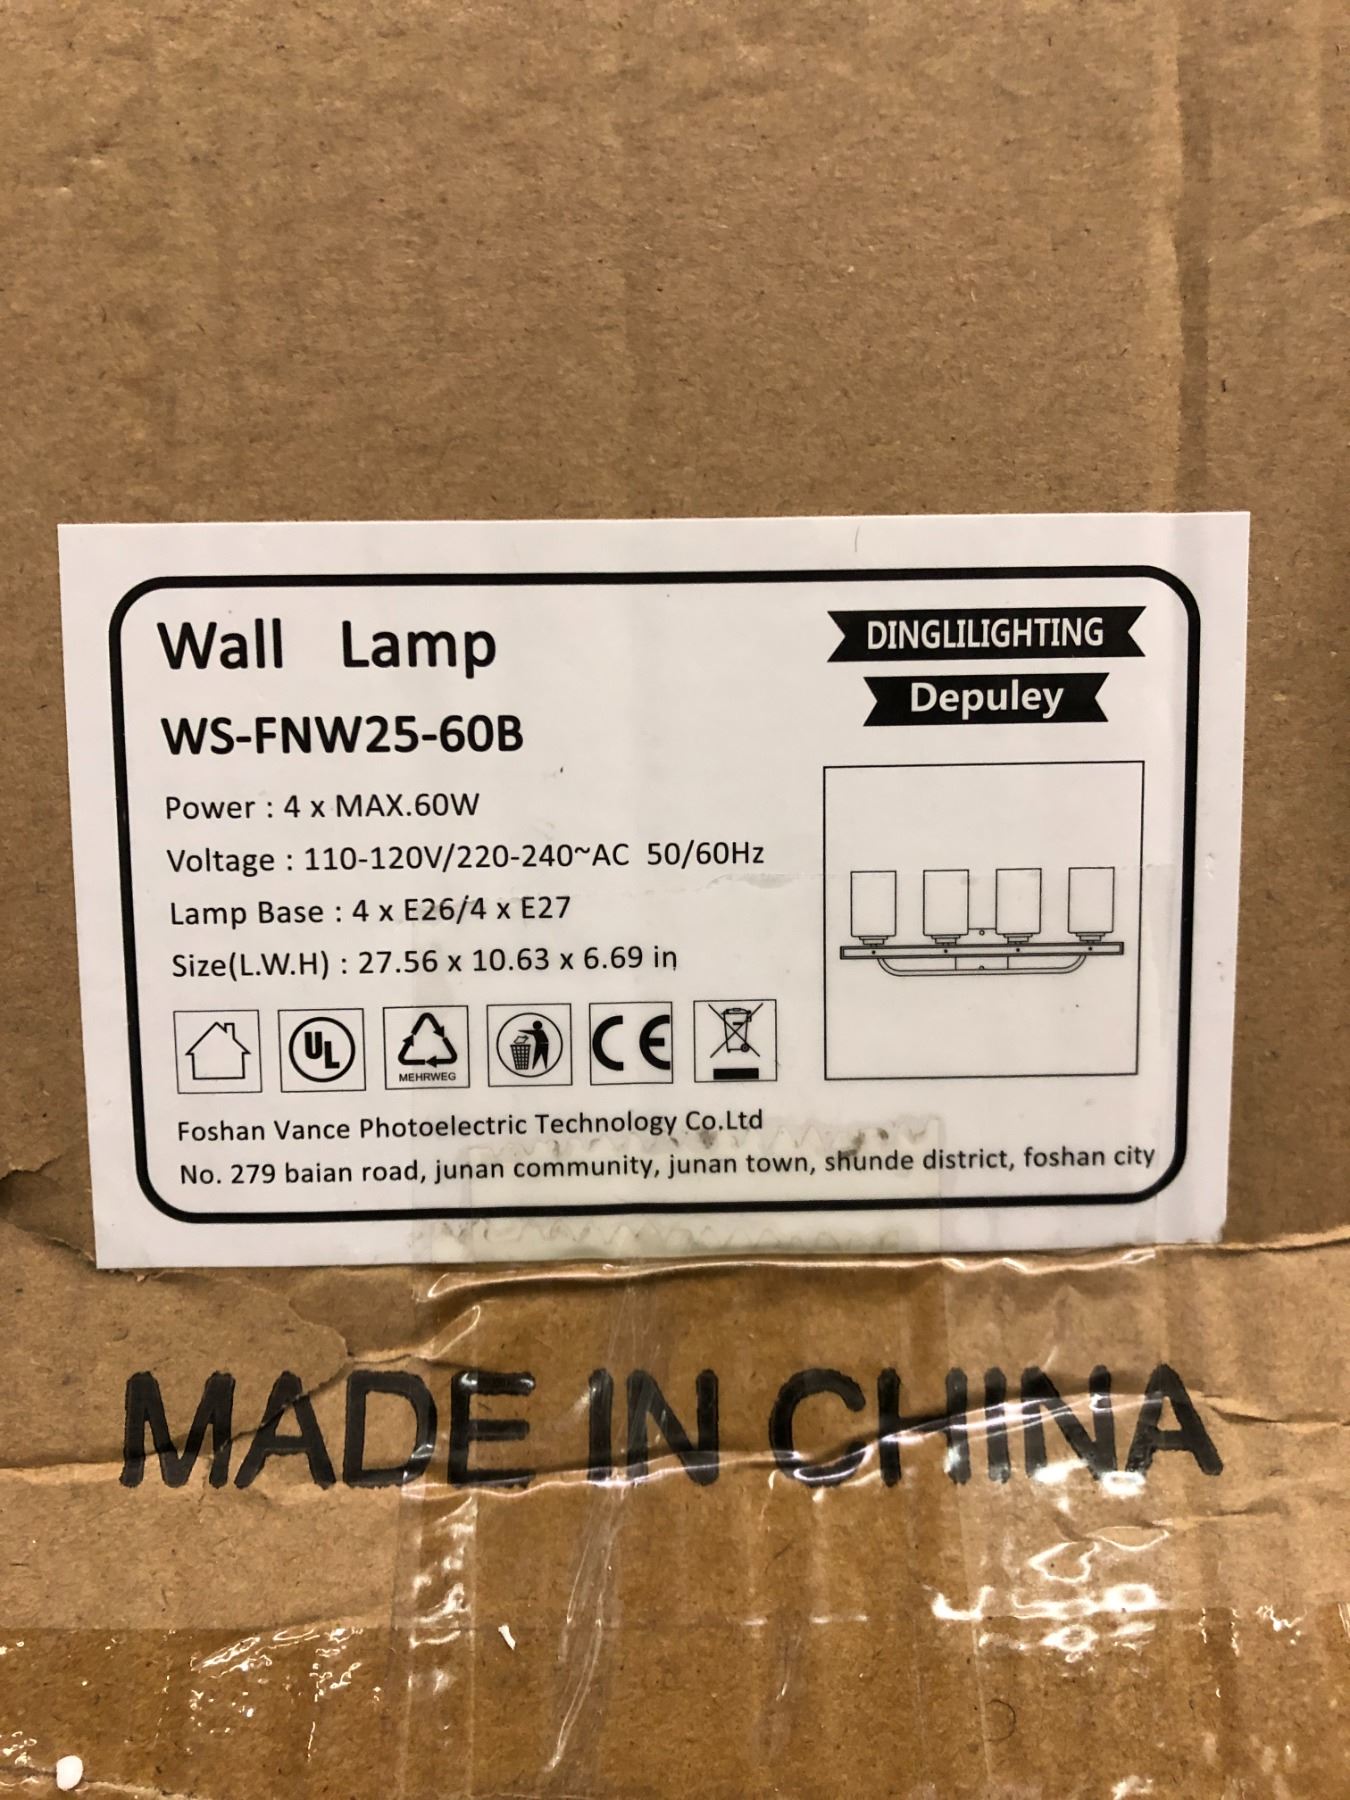 Wall Lamp
DINGLILIGHTING
Depuley
WS-FNW25-60B
Power : 4 x MAX.60W
Voltage : 110-120V/220-240~AC 50/60Hz
Lamp Base : 4 x E26/4 x E27
Size(L.W.H) : 27.56 x 10.63 x 6.69 in
UL
MEHRWEG
CE
Foshan Vance Photoelectric Technology Co.Ltd
No. 279 baian road, junan community, junan town, shunde district, foshan city
MADE IN CHINA